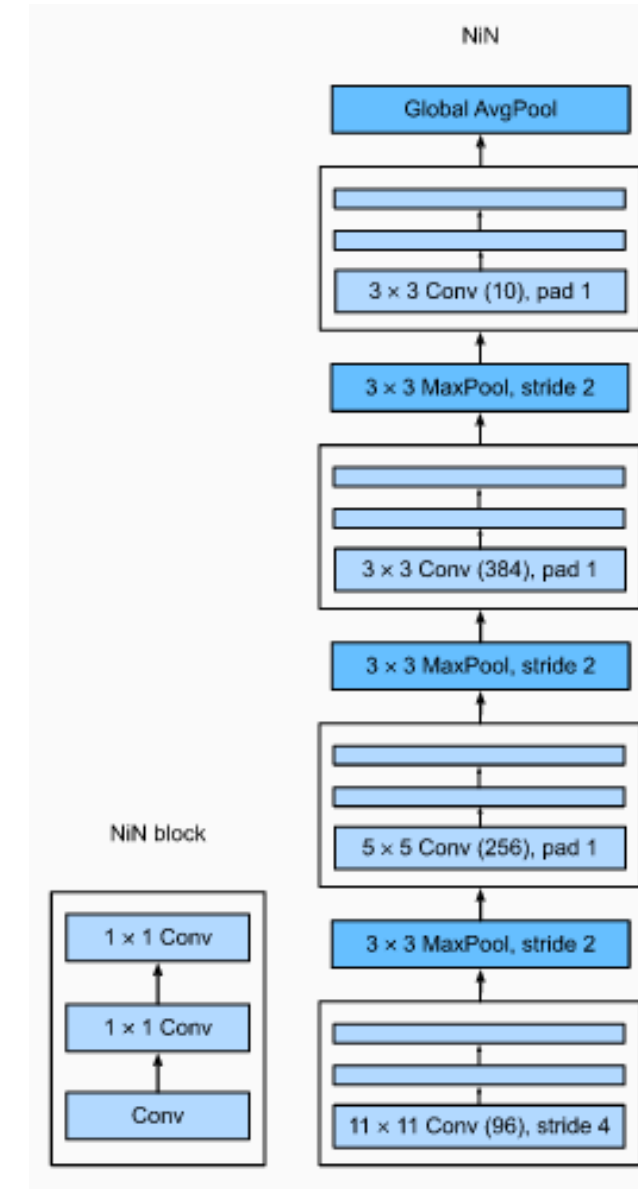 NiN
Global AvgPool
3 × 3 Conv (10), pad 1
3 × 3 MaxPool, stride 2
3 × 3 Conv (384), pad 1
3 × 3 MaxPool, stride 2
5 × 5 Conv (256), pad 1
3 × 3 MaxPool, stride 2
11 × 11 Conv (96), stride 4
NiN block
1 × 1 Conv
1 × 1 Conv
Conv